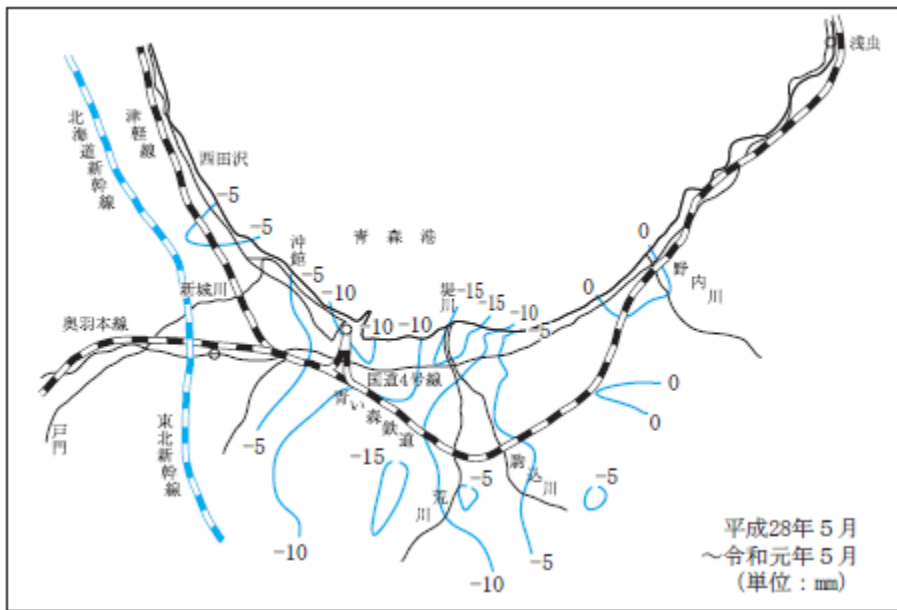 浅虫
北海道新幹線
津軽線
西田沢
-5
-5
沖館
青森港
0
-5
堤川
-15
0
野内川
新城川
-10
-15
-10
奥羽本線
-10
-10
-5
国道4号線
0
青い森鉄道
0
戸門
東北新幹線
-5
-15
-5
駒込川
-5
荒川
平成28年5月
-10
-5
~令和元年5月
-10
(単位:mm)